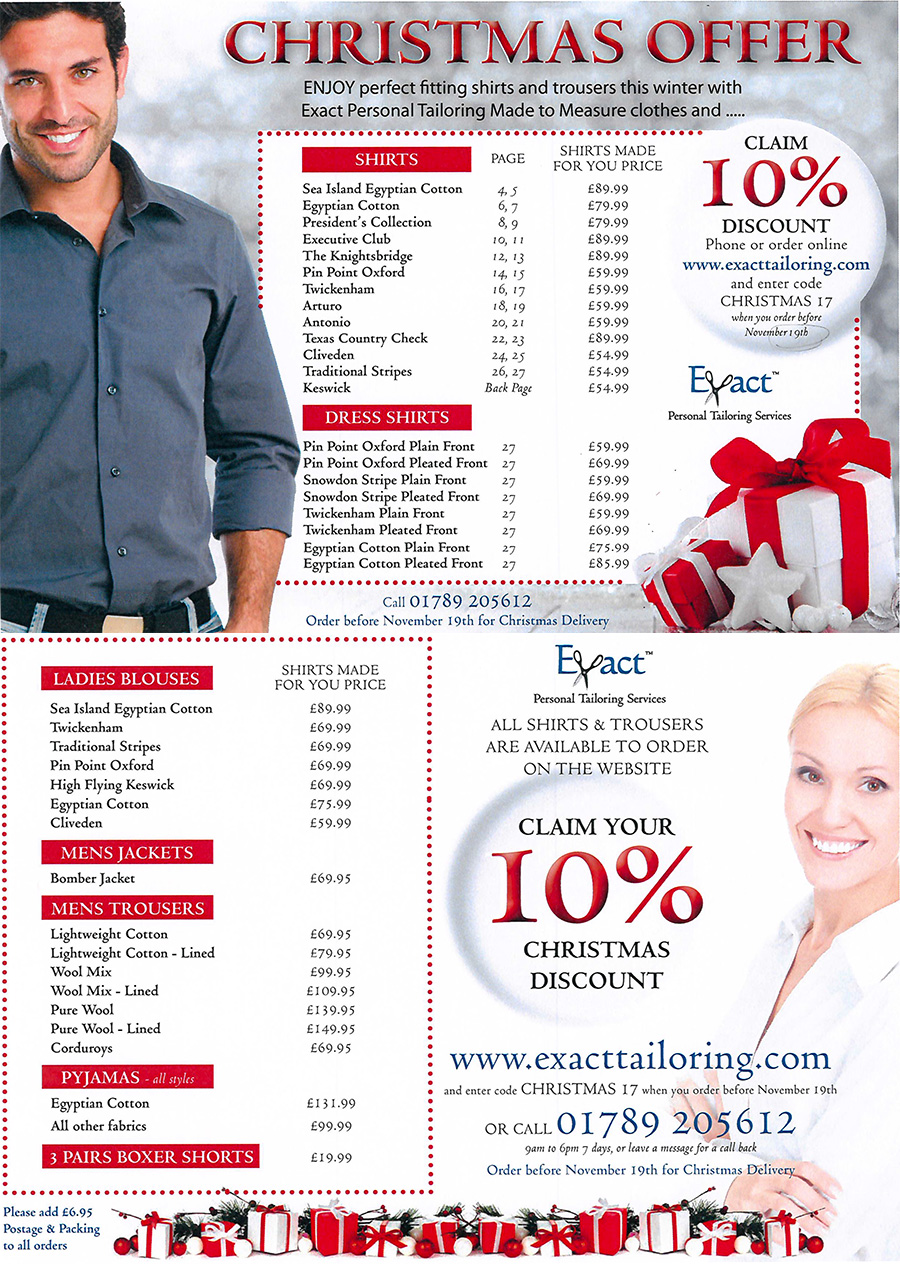 CHRISTMAS OFFER
ENJOY perfect fitting shirts and trousers this winter with
Exact Personal Tailoring Made to Measure clothes and .....
SHIRTS PAGE SHIRTS MADE
FOR YOU PRICE
Sea Island Egyptian Cotton 4, 5 £89.99
Egyptian Cotton 6, 7 £79.99
President's Collection 8, 9 £79.99
Executive Club 10, 11 £89.99
The Knightsbridge 12, 13 £89.99
Pin Point Oxford 14, 15 £59.99
Twickenham 16, 17 £59.99
Arturo 18, 19 £59.99
Antonio 20, 21 £59.99
Texas Country Check 22, 23 £89.99
Cliveden 24, 25 £54.99
Traditional Stripes 26, 27 £54.99
Keswick Back Page £54.99
DRESS SHIRTS
Pin Point Oxford Plain Front 27 £59.99
Pin Point Oxford Pleated Front 27 £69.99
Snowdon Stripe Plain Front 27 £59.99
Snowdon Stripe Pleated Front 27 £69.99
Twickenham Plain Front 27 £59.99
Twickenham Pleated Front 27 £69.99
Egyptian Cotton Plain Front 27 £75.99
Egyptian Cotton Pleated Front 27 £85.99
CLAIM
10%
DISCOUNT
Phone or order online
www.exacttailoring.com
and enter code
CHRISTMAS 17
when you order before
November 19th
Exact™
Personal Tailoring Services
Call 01789 205612
Order before November 19th for Christmas Delivery
LADIES BLOUSES SHIRTS MADE
FOR YOU PRICE
Sea Island Egyptian Cotton £89.99
Twickenham £69.99
Traditional Stripes £69.99
Pin Point Oxford £69.99
High Flying Keswick £69.99
Egyptian Cotton £75.99
Cliveden £59.99
MENS JACKETS
Bomber Jacket £69.95
MENS TROUSERS
Lightweight Cotton £69.95
Lightweight Cotton - Lined £79.95
Wool Mix £99.95
Wool Mix - Lined £109.95
Pure Wool £139.95
Pure Wool - Lined £149.95
Corduroys £69.95
PYJAMAS - all styles
Egyptian Cotton £131.99
All other fabrics £99.99
3 PAIRS BOXER SHORTS £19.99
Please add £6.95
Postage & Packing
to all orders
Exact™
Personal Tailoring Services
ALL SHIRTS & TROUSERS
ARE AVAILABLE TO ORDER
ON THE WEBSITE
CLAIM YOUR
10%
CHRISTMAS
DISCOUNT
www.exacttailoring.com
and enter code CHRISTMAS 17 when you order before November 19th
OR CALL 01789 205612
9am to 6pm 7 days, or leave a message for a call back
Order before November 19th for Christmas Delivery